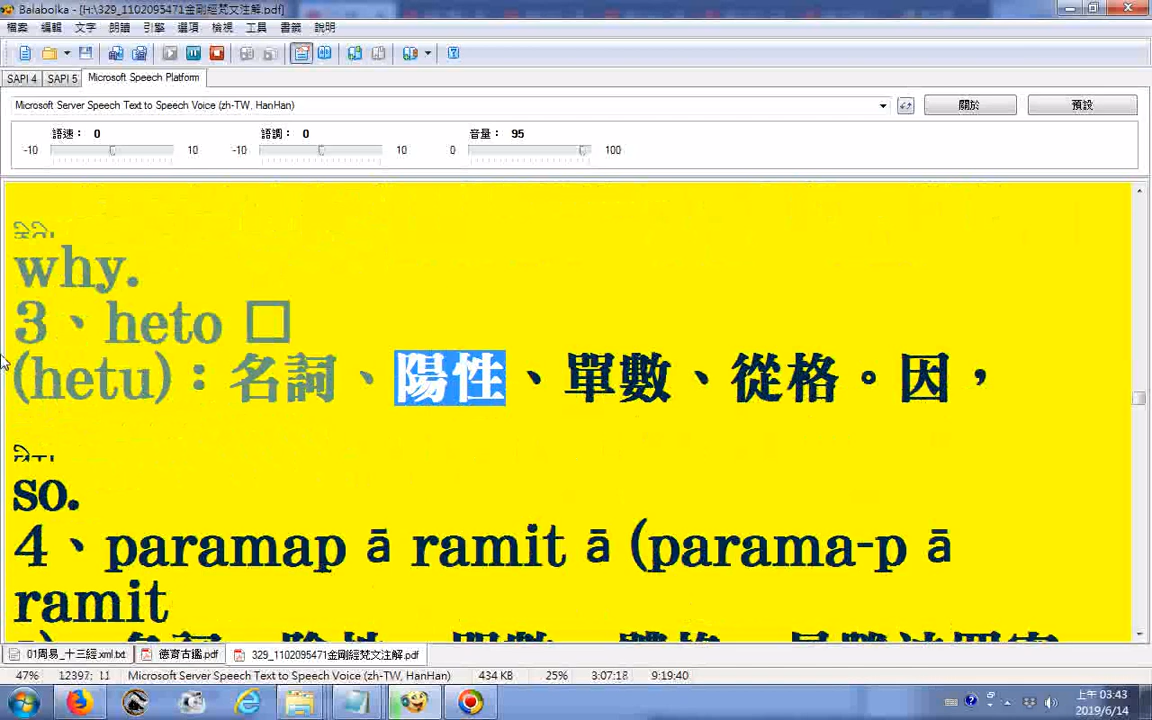 Balabolka - [H:\329_1102095471金剛經梵文注解.pdf]
檔案 編輯 文字 朗讀 引擎 選項 檢視 工具 書籤 說明
SAPI 4 SAPI 5 Microsoft Speech Platform
Microsoft Server Speech Text to Speech Voice (zh-TW, HanHan) 關於 預設
語速： 0 語調： 0 音量： 95
-10 10 -10 10 0 100
why.
3、heto □
(hetu)：名詞、陽性、單數、從格。因，
so.
4、paramap ā ramit ā (parama-p ā
ramit
01周易_十三經.xml.txt 德育古鑑.pdf 329_1102095471金剛經梵文注解.pdf
47% 12397: 11 Microsoft Server Speech Text to Speech Voice (zh-TW, HanHan) 434 KB 25% 3:07:18 9:19:40
上午 03:43
2019/6/14